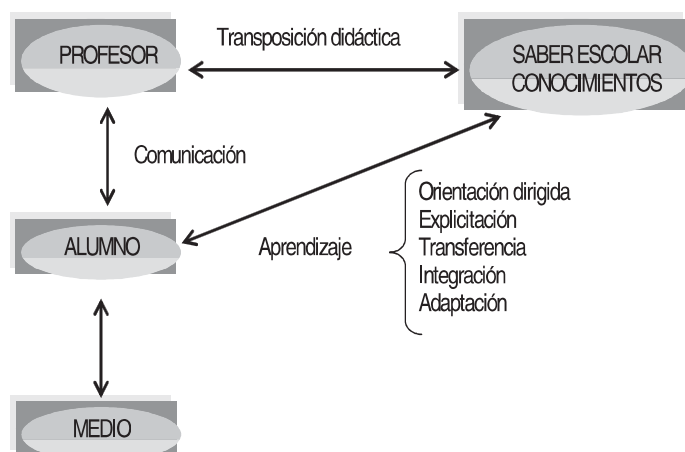 PROFESOR
Transposición didáctica
SABER ESCOLAR
CONOCIMIENTOS
Comunicación
ALUMNO
Aprendizaje
Orientación dirigida
Explicitación
Transferencia
Integración
Adaptación
MEDIO